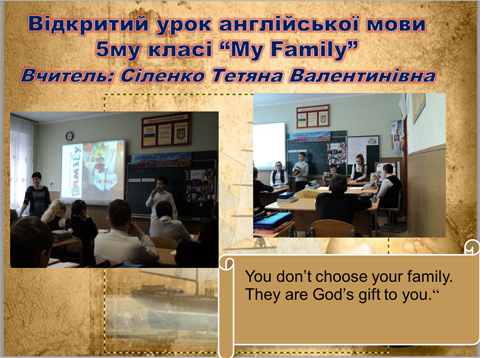 Відкритий урок англійської мови
5му класі “My Family”
Вчитель: Сіленко Тетяна Валентинівна
FAMILY
You don’t choose your family.
They are God’s gift to you.“